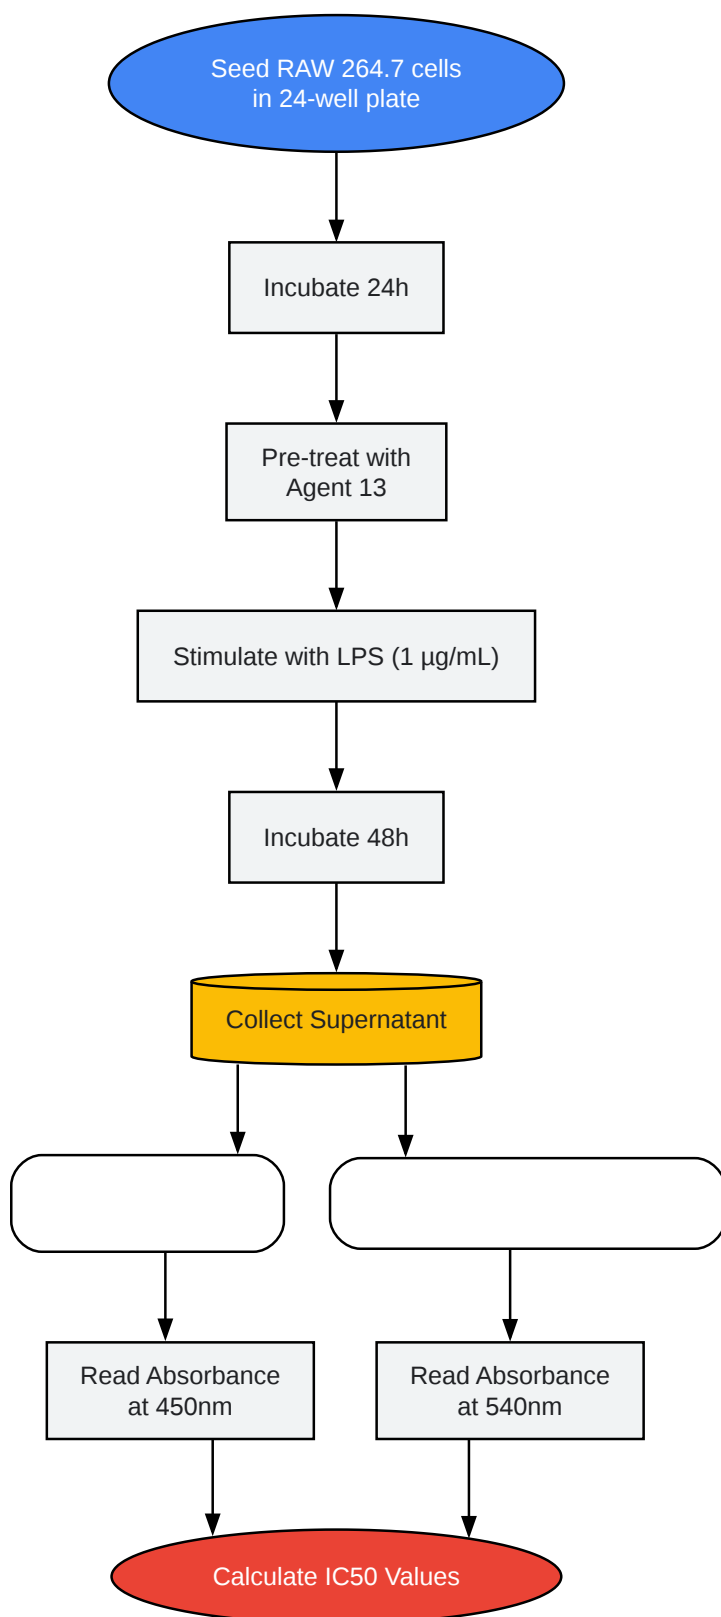 Seed RAW 264.7 cells
in 24-well plate
Incubate 24h
Pre-treat with
Agent 13
Stimulate with LPS (1 µg/mL)
Incubate 48h
Collect Supernatant
Read Absorbance
at 450nm
Read Absorbance
at 540nm
Calculate IC50 Values